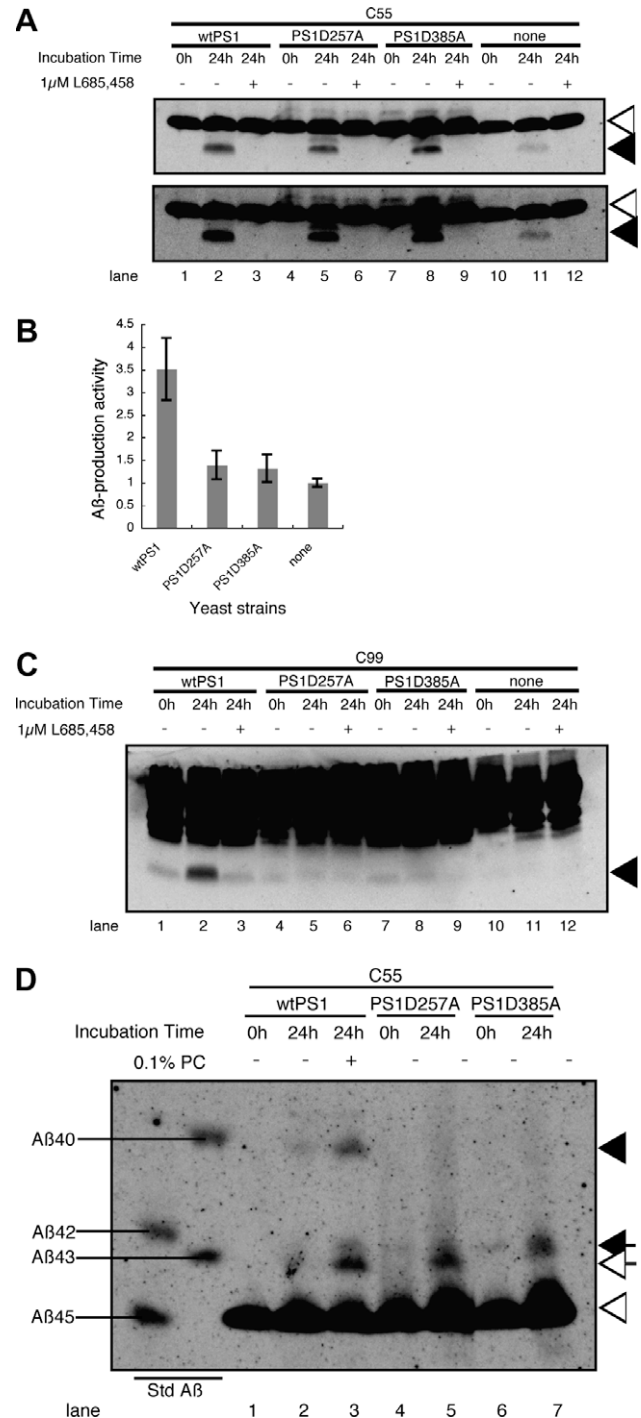 A
C55
wtPS1 PS1D257A PS1D385A none
Incubation Time 0h 24h 24h 0h 24h 24h 0h 24h 24h 0h 24h 24h
1µM L685,458 - - + - - + - - + - - +
lane 1 2 3 4 5 6 7 8 9 10 11 12
B
Aß-production activity
4.5
4
3.5
3
2.5
2
1.5
1
0.5
0
wtPS1 PS1D257A PS1D385A none
Yeast strains
C
C99
wtPS1 PS1D257A PS1D385A none
Incubation Time 0h 24h 24h 0h 24h 24h 0h 24h 24h 0h 24h 24h
1µM L685,458 - - + - - + - - + - - +
lane 1 2 3 4 5 6 7 8 9 10 11 12
D
C55
wtPS1 PS1D257A PS1D385A
Incubation Time 0h 24h 24h 0h 24h 0h 24h
0.1% PC - - + - - - -
Aß40
Aß42
Aß43
Aß45
Std Aß
lane 1 2 3 4 5 6 7